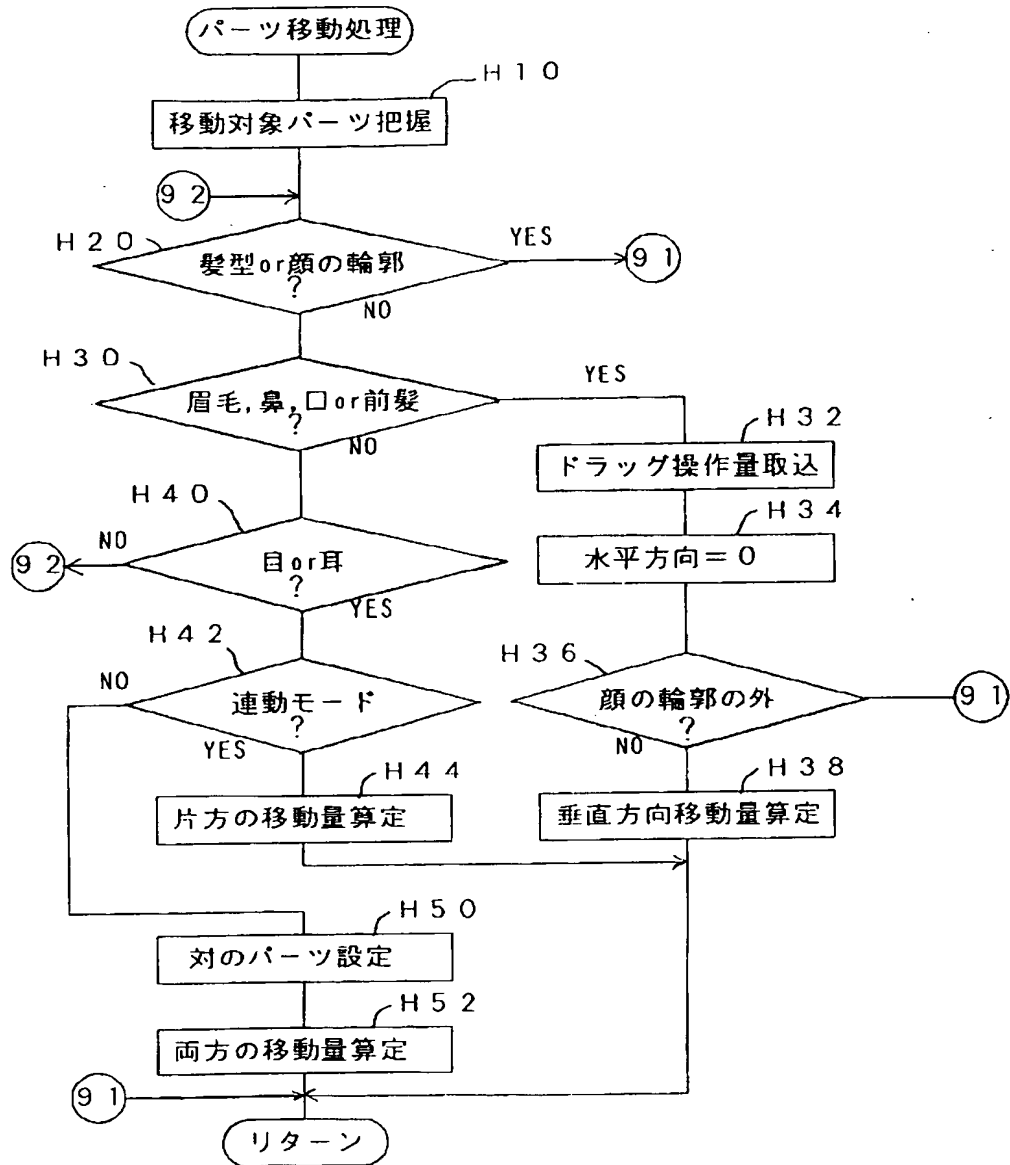 パーツ移動処理
H10
移動対象パーツ把握
92
H20
髪型or顔の輪郭
?
YES
91
NO
H30
眉毛,鼻,口or前髪
?
YES
NO
H32
ドラッグ操作量取込
H40
目or耳
?
NO
92
YES
H34
水平方向=0
H42
連動モード
?
NO
YES
H36
顔の輪郭の外
?
91
NO
H44
片方の移動量算定
H38
垂直方向移動量算定
H50
対のパーツ設定
H52
両方の移動量算定
91
リターン